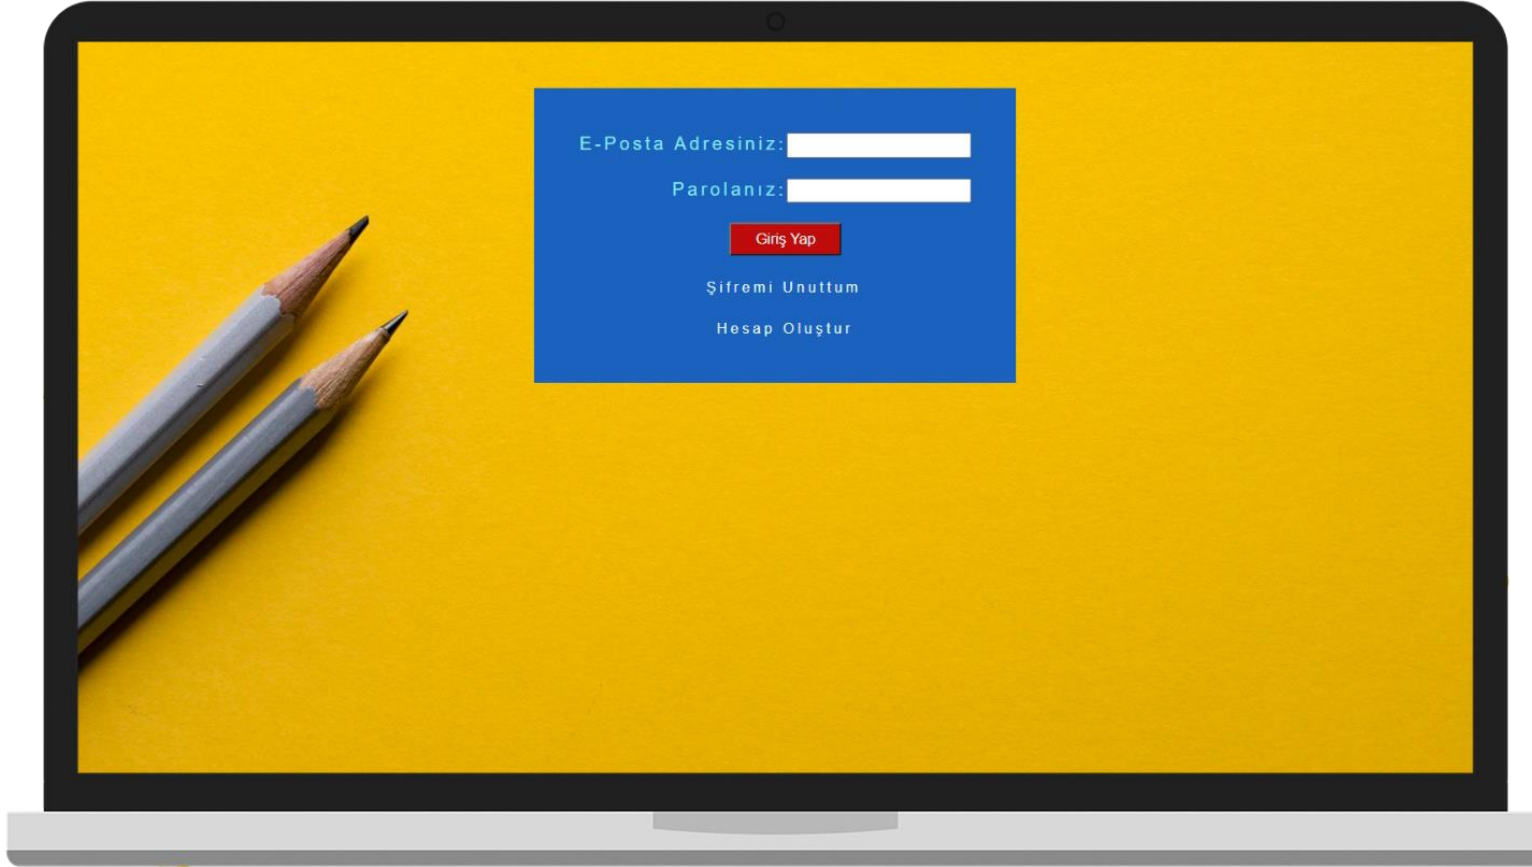 E-Posta Adresiniz:
Parolanız:
Giriş Yap
Şifremi Unuttum
Hesap Oluştur